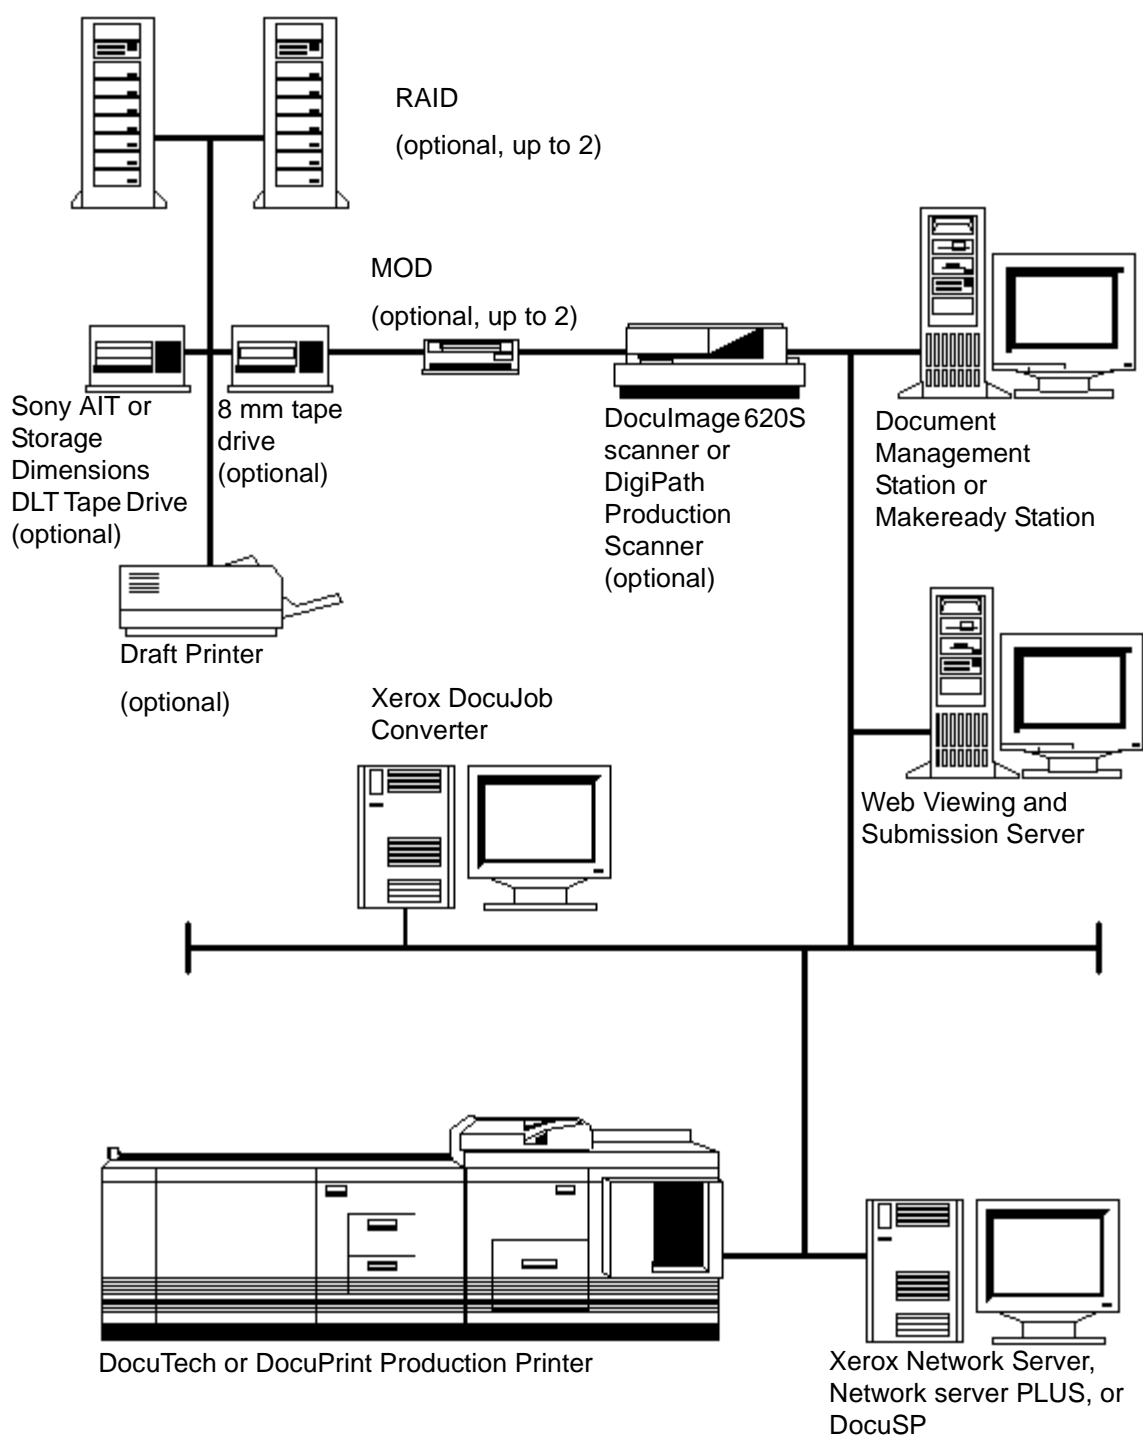 RAID
(optional, up to 2)
MOD
(optional, up to 2)
Sony AIT or
Storage
Dimensions
DLT Tape Drive
(optional)
8 mm tape
drive
(optional)
DocuImage 620S
scanner or
DigiPath
Production
Scanner
(optional)
Document
Management
Station or
Makeready Station
Draft Printer
(optional)
Xerox DocuJob
Converter
Web Viewing and
Submission Server
DocuTech or DocuPrint Production Printer
Xerox Network Server,
Network server PLUS, or
DocuSP